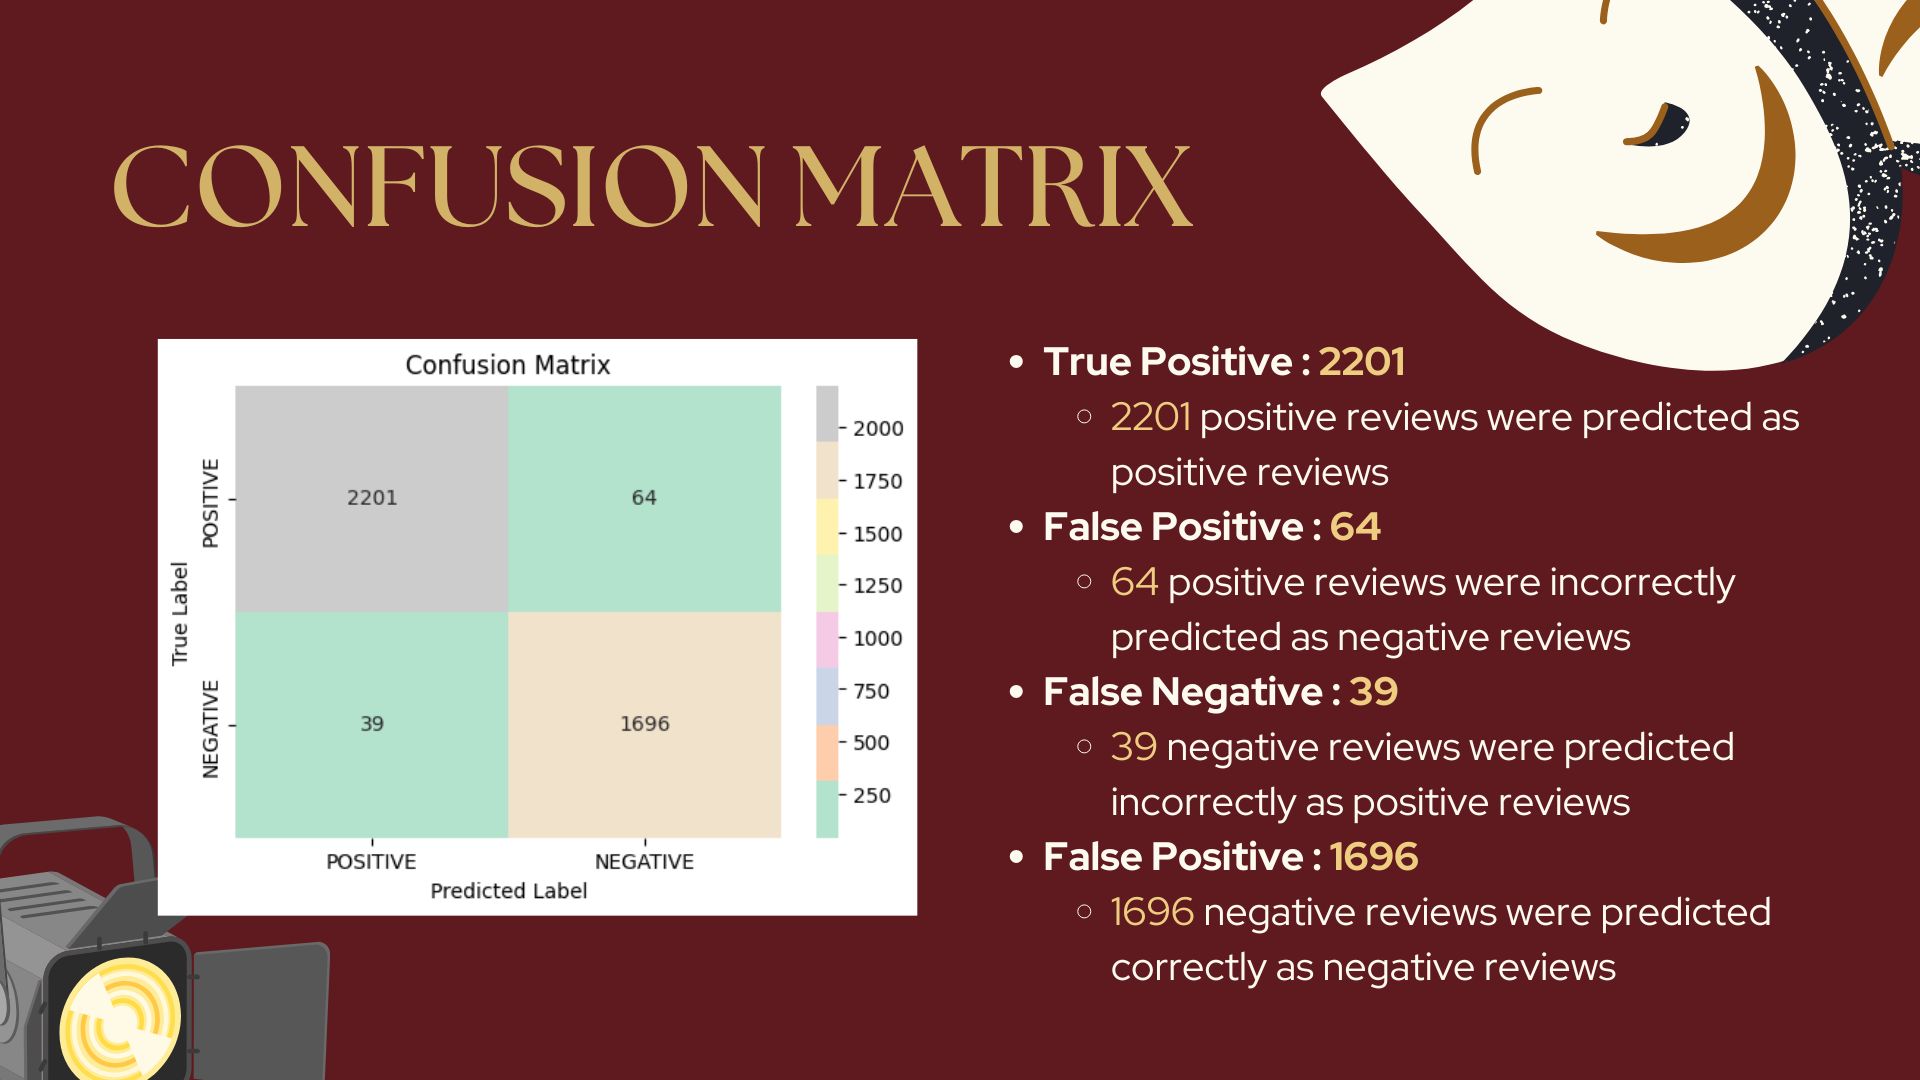 CONFUSION MATRIX
Confusion Matrix
2201
64
39
1696
POSITIVE
NEGATIVE
True Label
POSITIVE
NEGATIVE
Predicted Label
2000
1750
1500
1250
1000
750
500
250
• True Positive : 2201
○ 2201 positive reviews were predicted as
positive reviews
• False Positive : 64
○ 64 positive reviews were incorrectly
predicted as negative reviews
• False Negative : 39
○ 39 negative reviews were predicted
incorrectly as positive reviews
• False Positive : 1696
○ 1696 negative reviews were predicted
correctly as negative reviews